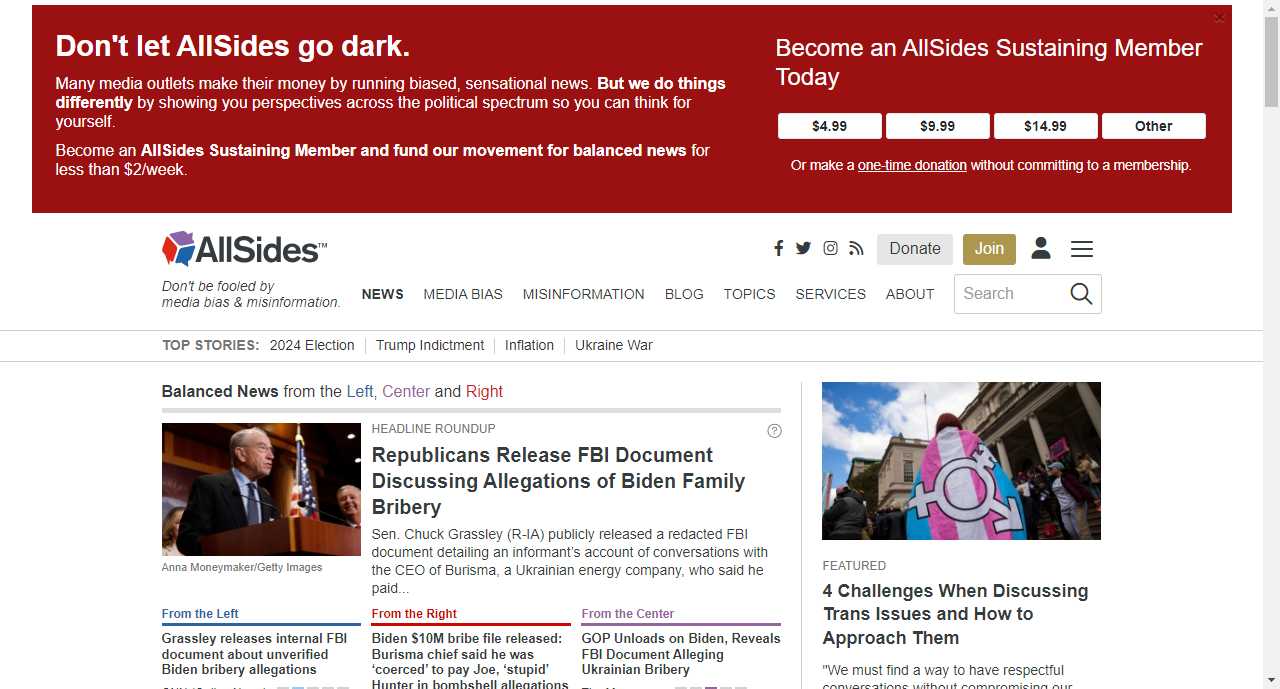 Don't let AllSides go dark.
Many media outlets make their money by running biased, sensational news. But we do things
differently by showing you perspectives across the political spectrum so you can think for
yourself.
Become an AllSides Sustaining Member and fund our movement for balanced news for
less than $2/week.
Become an AllSides Sustaining Member
Today
$4.99 $9.99 $14.99 Other
Or make a one-time donation without committing to a membership.
AllSides™
Don't be fooled by
media bias & misinformation.
Donate Join
NEWS MEDIA BIAS MISINFORMATION BLOG TOPICS SERVICES ABOUT Search
TOP STORIES: 2024 Election Trump Indictment Inflation Ukraine War
Balanced News from the Left, Center and Right
HEADLINE ROUNDUP
Republicans Release FBI Document
Discussing Allegations of Biden Family
Bribery
Sen. Chuck Grassley (R-IA) publicly released a redacted FBI
document detailing an informant's account of conversations with
the CEO of Burisma, a Ukrainian energy company, who said he
paid...
Anna Moneymaker/Getty Images
From the Left
Grassley releases internal FBI
document about unverified
Biden bribery allegations
From the Right
Biden $10M bribe file released:
Burisma chief said he was
‘coerced’ to pay Joe, ‘stupid’
Hunter in bombshell allegations
From the Center
GOP Unloads on Biden, Reveals
FBI Document Alleging
Ukrainian Bribery
FEATURED
4 Challenges When Discussing
Trans Issues and How to
Approach Them
"We must find a way to have respectful
conversations without compromising our